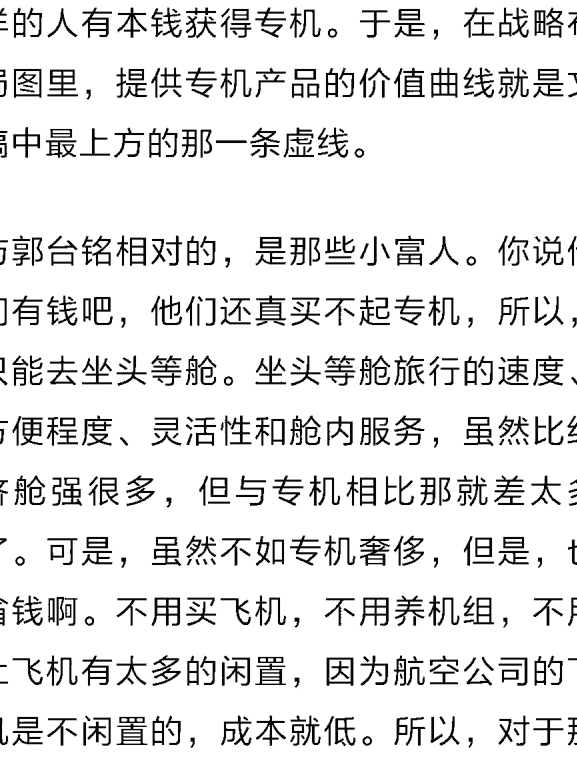 的人有本钱获得专机。于是，在战略
图里，提供专机产品的价值曲线就是
中最上方的那一条虚线。
郭台铭相对的，是那些小富人。你说
有钱吧，他们还真买不起专机，所以，
只能去坐头等舱。坐头等舱旅行的速度、
方便程度、灵活性和舱内服务，虽然比
济舱强很多，但与专机相比那就差太多
了。可是，虽然不如专机奢侈，但是，也
省钱啊。不用买飞机，不用养机组，不用
让飞机有太多的闲置，因为航空公司的飞
机是不闲置的，成本就低。所以，对于那